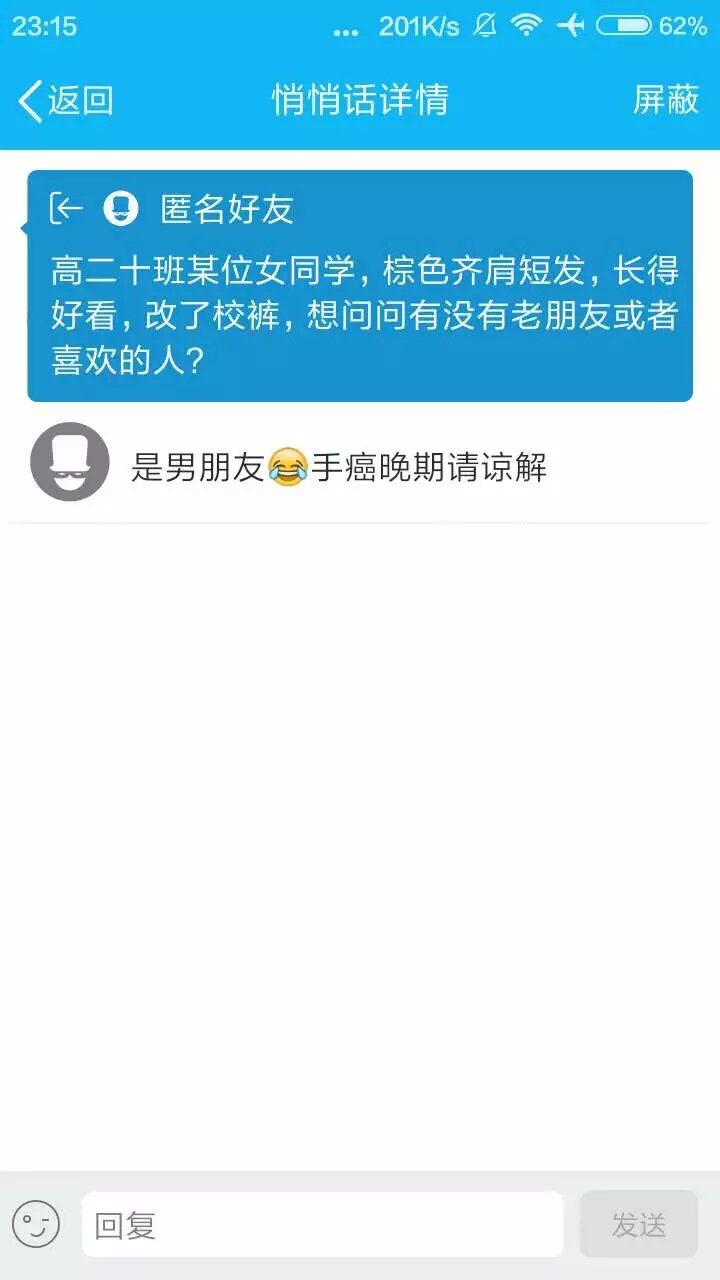 23:15 ... 201K/s 62%
返回 悄悄话详情 屏蔽
匿名好友
高二十班某位女同学，棕色齐肩短发，长得
好看，改了校裤，想问问有没有老朋友或者
喜欢的人？
是男朋友😂手癌晚期请谅解
回复 发送